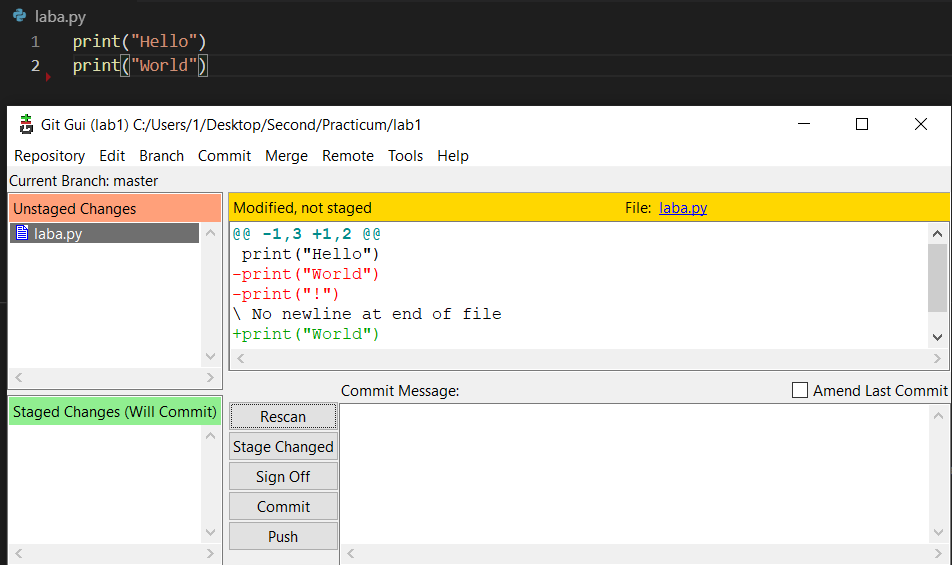 laba.py
1 print("Hello")
2 print("World")
Git Gui (lab1) C:/Users/1/Desktop/Second/Practicum/lab1
Repository Edit Branch Commit Merge Remote Tools Help
Current Branch: master
Unstaged Changes
laba.py
Modified, not staged File: laba.py
@@ -1,3 +1,2 @@
 print("Hello")
-print("World")
-print("!")
\ No newline at end of file
+print("World")
Staged Changes (Will Commit)
Commit Message: Amend Last Commit
Rescan
Stage Changed
Sign Off
Commit
Push